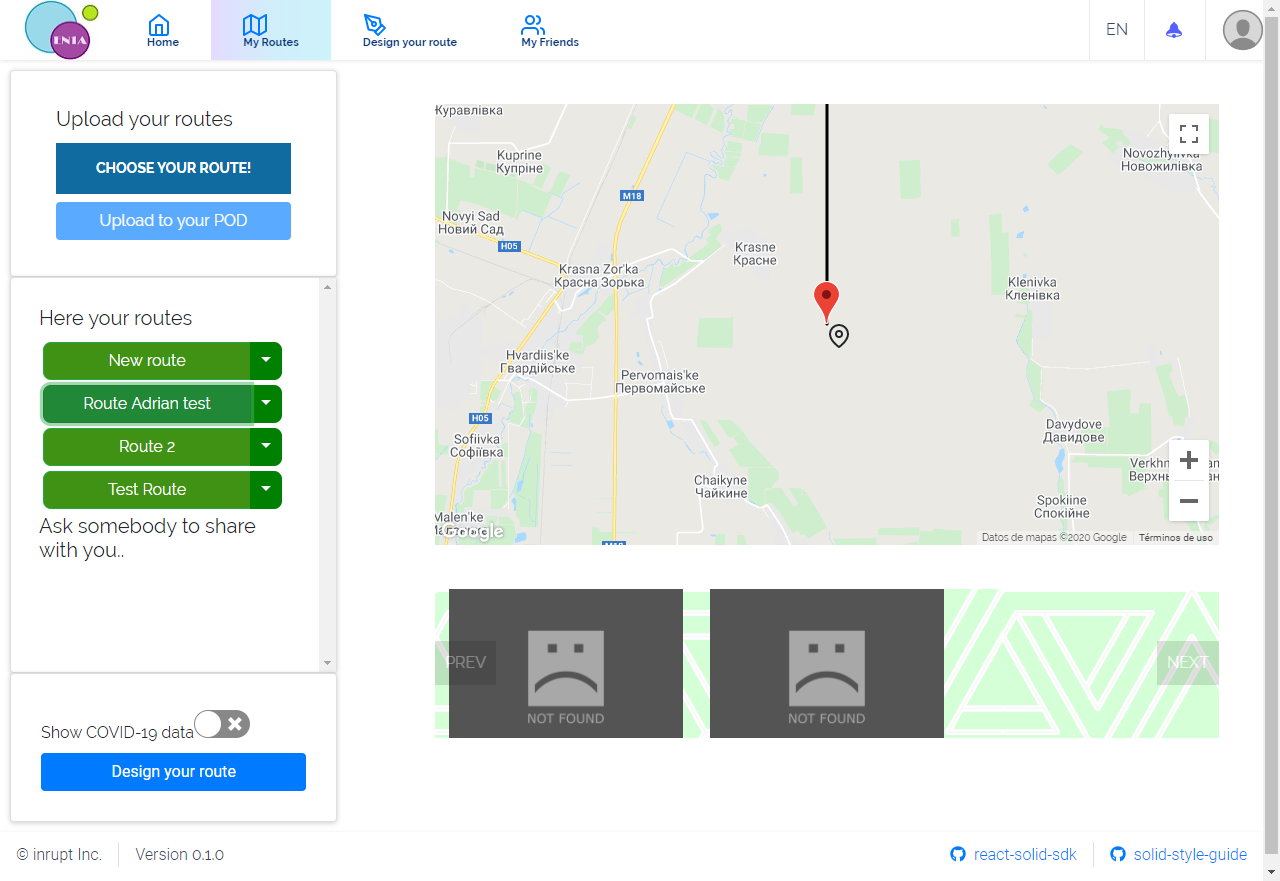 ENIA
Home
My Routes
Design your route
My Friends
EN
Upload your routes
CHOOSE YOUR ROUTE!
Upload to your POD
Here your routes
New route
Route Adrian test
Route 2
Test Route
Ask somebody to share
with you..
Show COVID-19 data
Design your route
Куравлівка
Kuprine
Купріне
M18
Novozhylivka
Новожилівка
Novyi Sad
Новий Сад
H05
Krasne
Красне
Krasna Zor'ka
Красна Зорька
Klenivka
Кленівка
Hvardiis'ke
Гвардійське
Pervomais'ke
Первомайське
H05
Sofiivka
Софіївка
Davydove
Давидове
Chaikyne
Чайкине
Spokiine
Спокійне
Malen'ke
Google
M18
Datos de mapas ©2020 Google
Términos de uso
PREV
NOT FOUND
NOT FOUND
NEXT
© inrupt Inc.
Version 0.1.0
react-solid-sdk
solid-style-guide